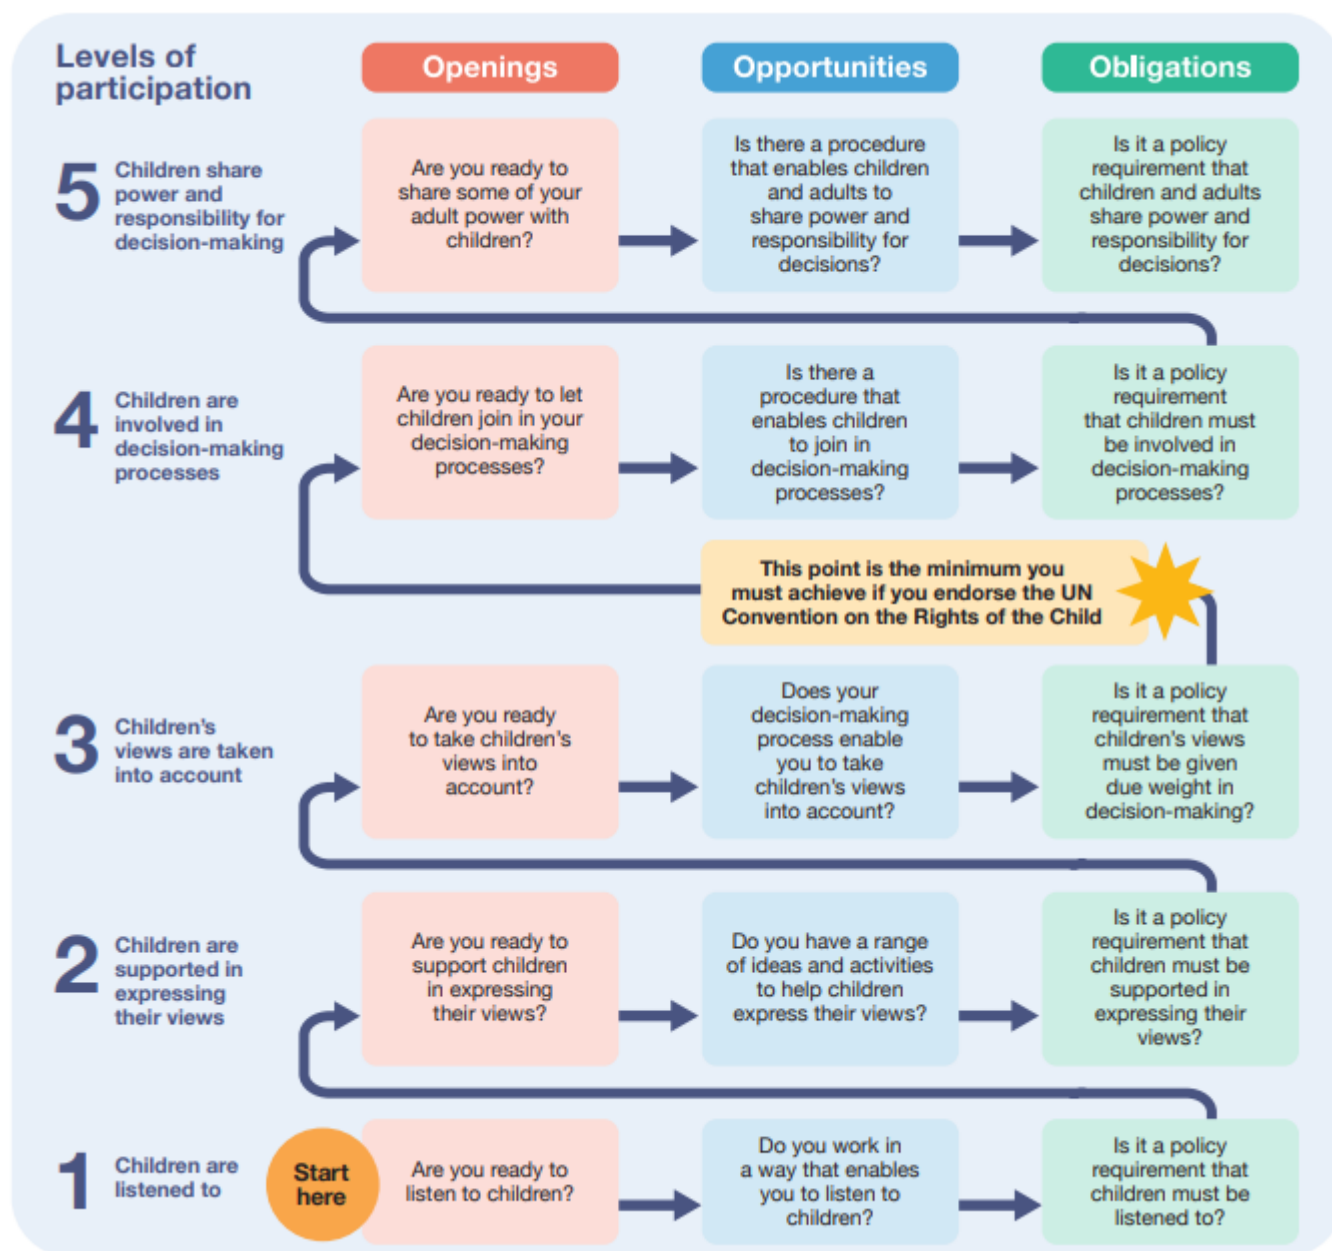 Levels of
participation
Openings
Opportunities
Obligations
5
Children share
power and
responsibility for
decision-making
Are you ready to
share some of your
adult power with
children?
Is there a procedure
that enables children
and adults to
share power and
responsibility for
decisions?
Is it a policy
requirement that
children and adults
share power and
responsibility for
decisions?
4
Children are
involved in
decision-making
processes
Are you ready to let
children join in your
decision-making
processes?
Is there a
procedure that
enables children
to join in
decision-making
processes?
Is it a policy
requirement
that children must
be involved in
decision-making
processes?
This point is the minimum you
must achieve if you endorse the UN
Convention on the Rights of the Child
3
Children's
views are taken
into account
Are you ready
to take children's
views into
account?
Does your
decision-making
process enable
you to take
children's views
into account?
Is it a policy
requirement that
children's views
must be given
due weight in
decision-making?
2
Children are
supported in
expressing
their views
Are you ready to
support children
in expressing
their views?
Do you have a range
of ideas and activities
to help children
express their views?
Is it a policy
requirement that
children must be
supported in
expressing their
views?
1
Children are
listened to
Start
here
Are you ready to
listen to children?
Do you work in
a way that enables
you to listen to
children?
Is it a policy
requirement that
children must be
listened to?